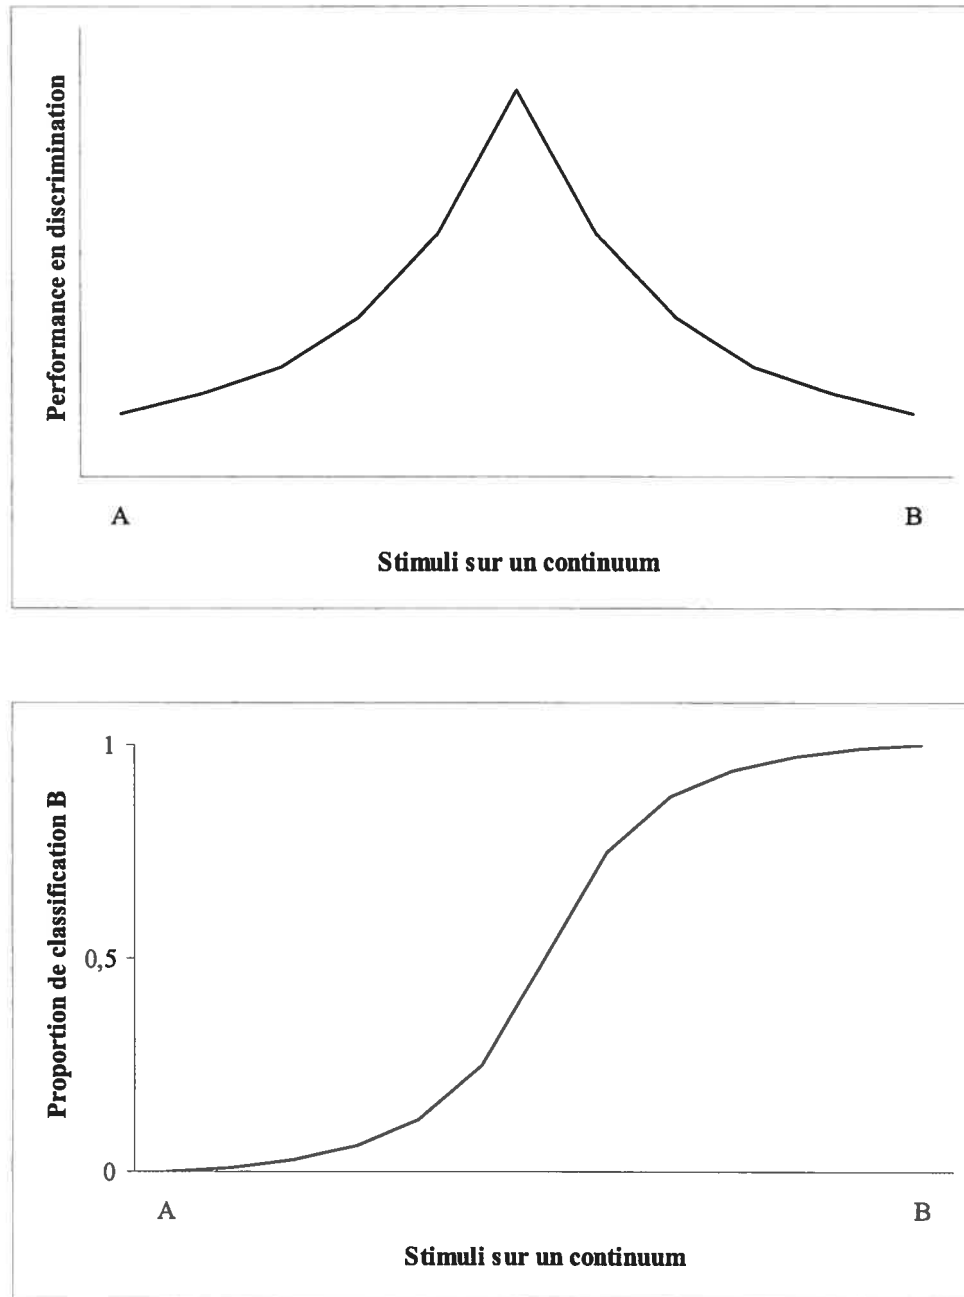 Performance en discrimination
A
B
Stimuli sur un continuum
Proportion de classification B
1
0,5
0
A
B
Stimuli sur un continuum